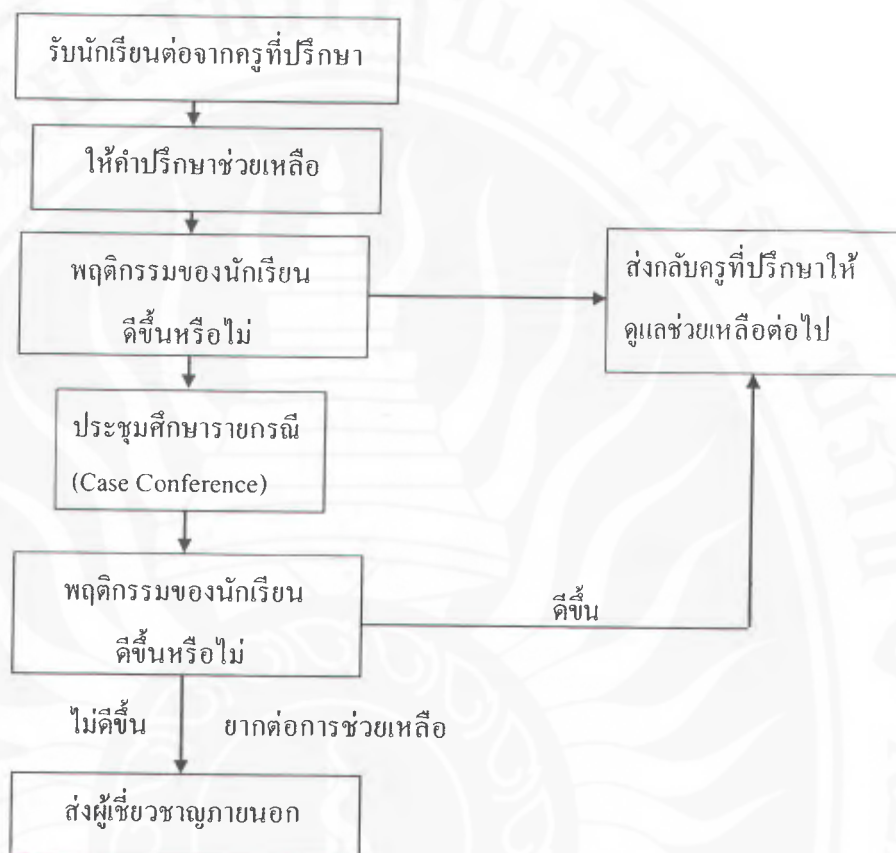 รับนักเรียนต่อจากครูที่ปรึกษา
ให้คำปรึกษาช่วยเหลือ
พฤติกรรมของนักเรียน
ดีขึ้นหรือไม่
ส่งกลับครูที่ปรึกษาให้
ดูแลช่วยเหลือต่อไป
ประชุมศึกษารายกรณี
(Case Conference)
พฤติกรรมของนักเรียน
ดีขึ้นหรือไม่
ดีขึ้น
ไม่ดีขึ้น ยากต่อการช่วยเหลือ
ส่งผู้เชี่ยวชาญภายนอก